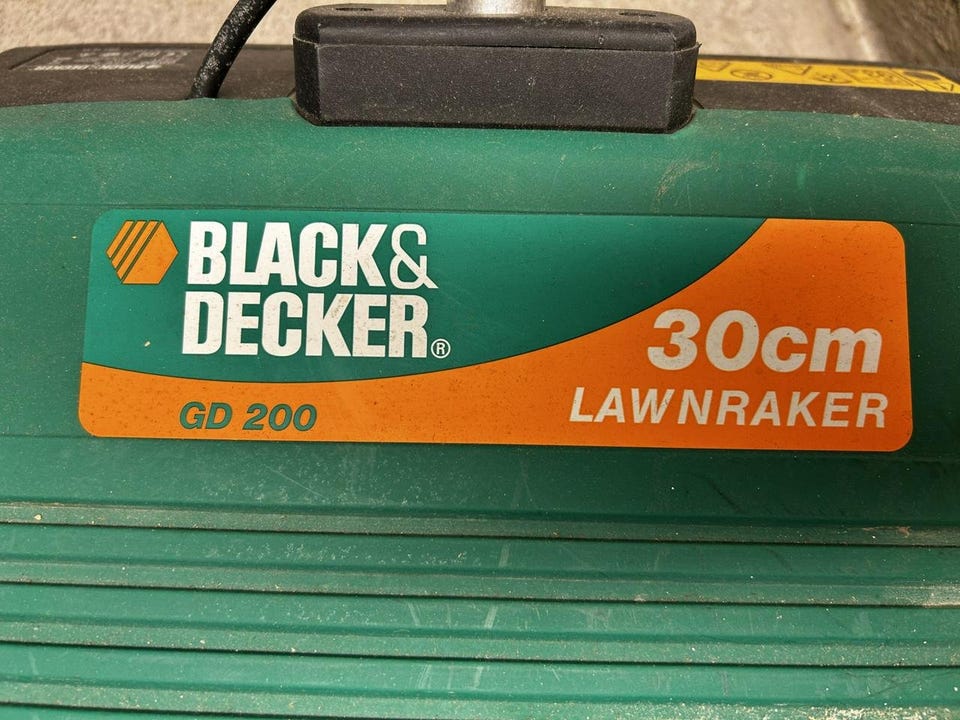 BLACK&
DECKER®
GD 200
30cm
LAWNRAKER